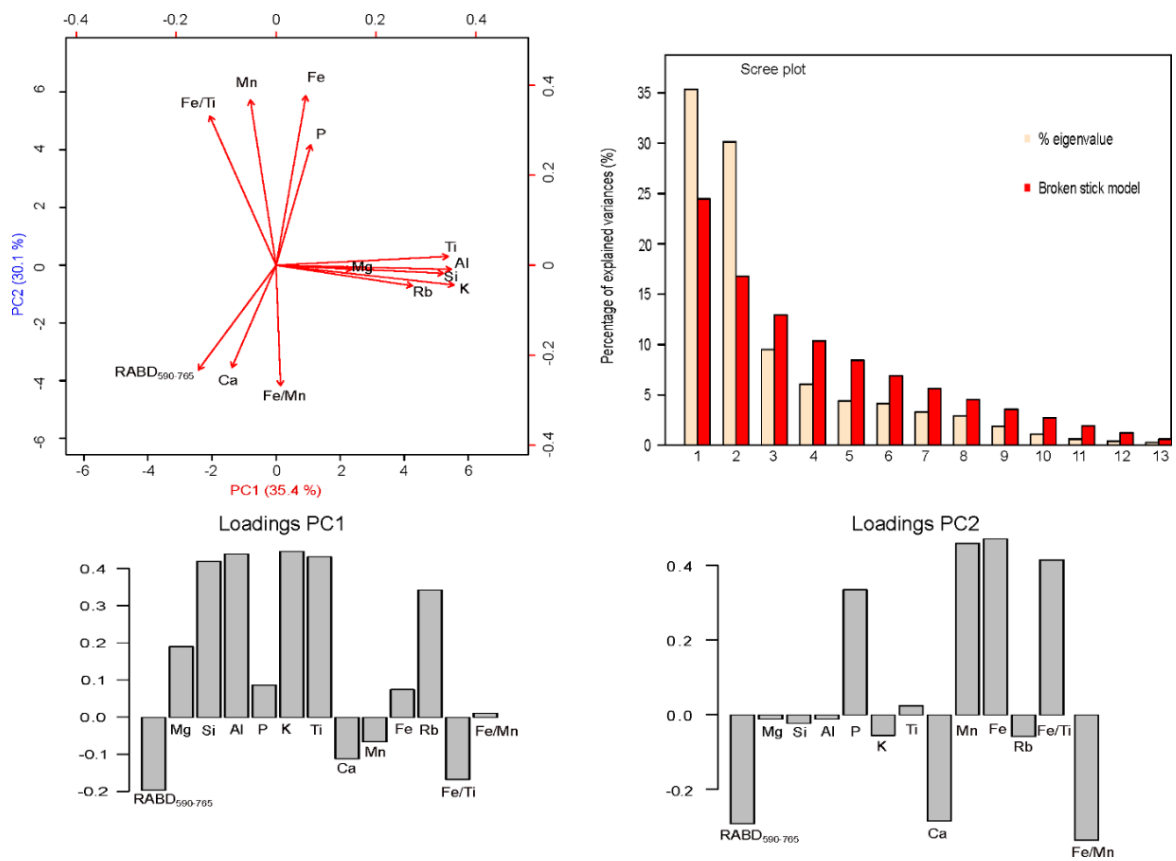 -0.4 -0.2 0 0.2 0.4
6
4
2
0
-2
-4
-6
PC2 (30.1 %)
0.4
0.2
0
-0.2
-0.4
Fe/Ti
Mn
Fe
P
Ti
Mg
Al
Si
Rb
K
RABD590-765
Ca
Fe/Mn
-6 -4 -2 0 2 4 6
PC1 (35.4 %)
Scree plot
Percentage of explained variances (%)
35
30
25
20
15
10
5
0
% eigenvalue
Broken stick model
1 2 3 4 5 6 7 8 9 10 11 12 13
Loadings PC1
0.4
0.3
0.2
0.1
0.0
-0.1
-0.2
RABD590-765
Mg
Si
Al
P
K
Ti
Ca
Mn
Fe
Rb
Fe/Ti
Fe/Mn
Loadings PC2
0.4
0.2
0.0
-0.2
RABD590-765
Mg
Si
Al
P
K
Ti
Ca
Mn
Fe
Rb
Fe/Ti
Fe/Mn